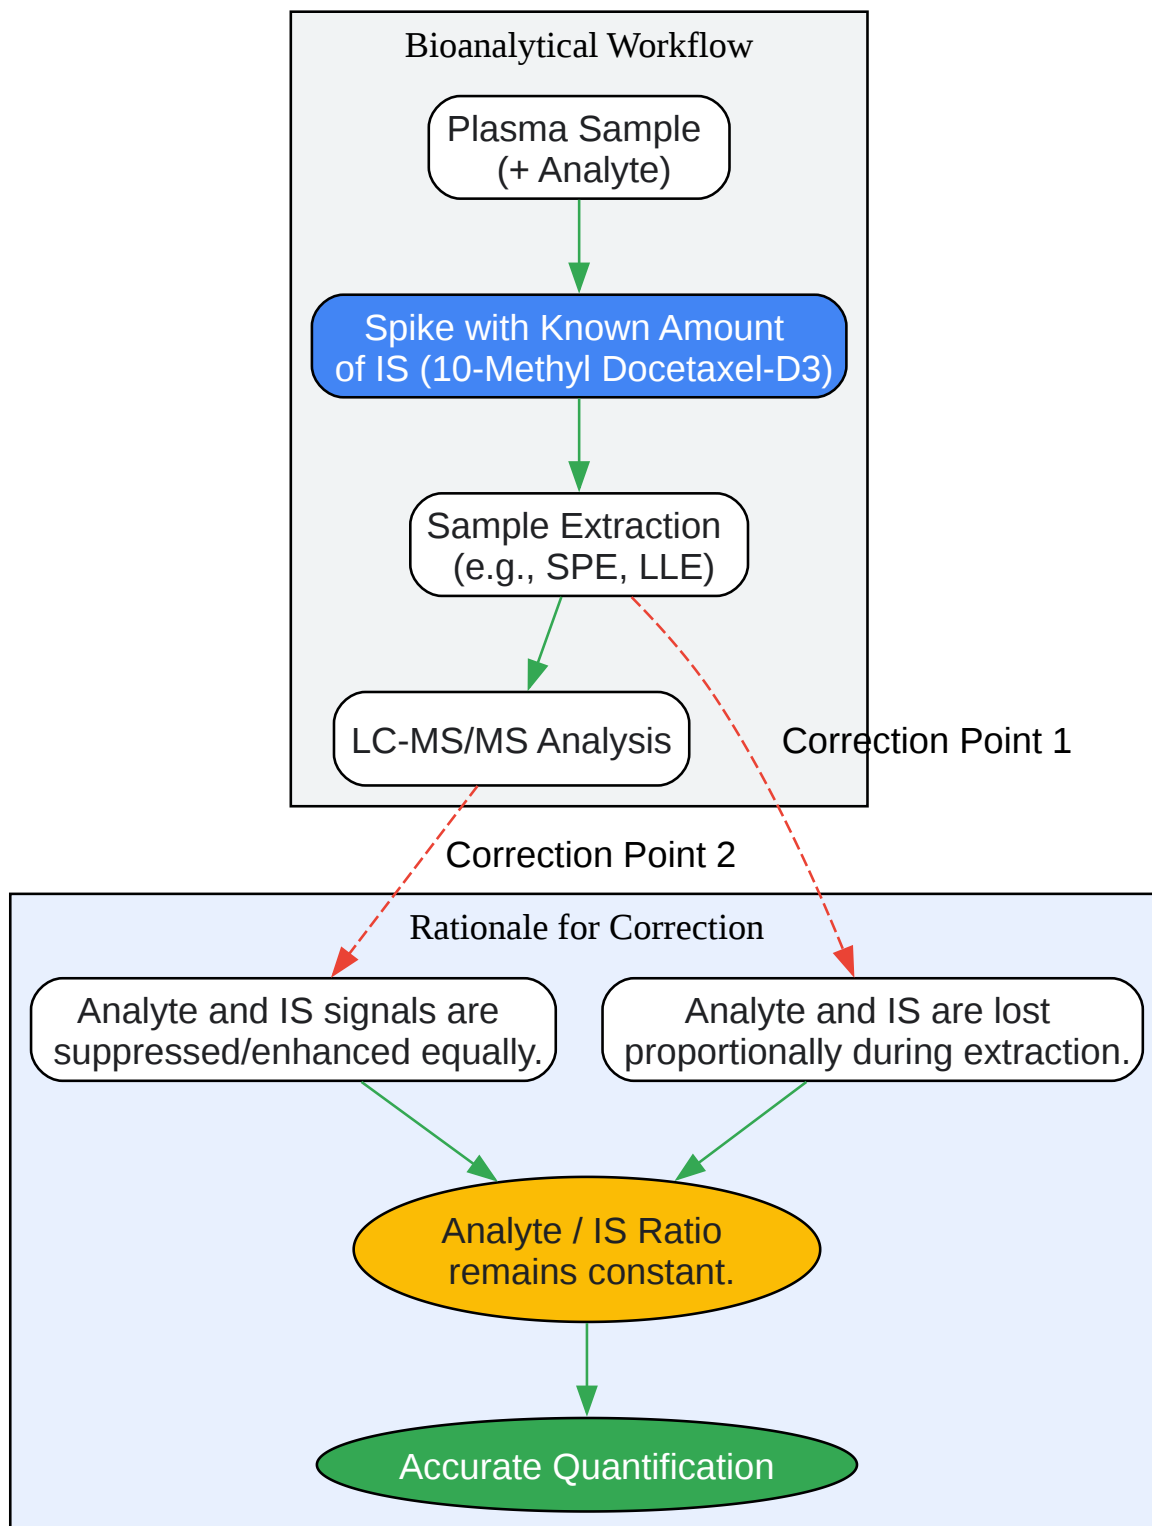 Bioanalytical Workflow
Plasma Sample
(+ Analyte)
Spike with Known Amount
of IS (10-Methyl Docetaxel-D3)
Sample Extraction
(e.g., SPE, LLE)
LC-MS/MS Analysis
Correction Point 1
Correction Point 2
Rationale for Correction
Analyte and IS signals are
suppressed/enhanced equally.
Analyte and IS are lost
proportionally during extraction.
Analyte / IS Ratio
remains constant.
Accurate Quantification